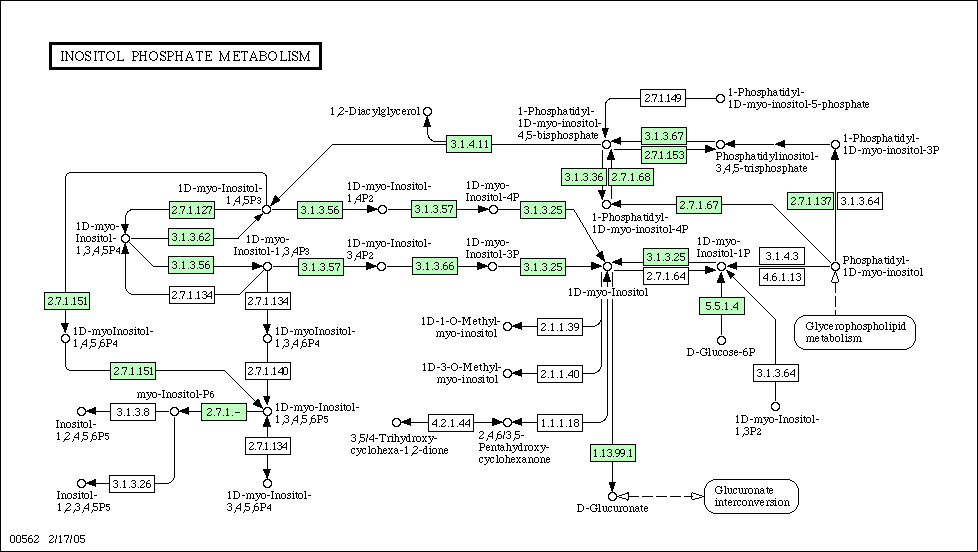 INOSITOL PHOSPHATE METABOLISM
1,2-Diacylglycerol
3.1.4.11
1-Phosphatidyl-
1D-myo-inositol-
4,5-bisphosphate
2.7.1.149
1-Phosphatidyl-
1D-myo-inositol-5-phosphate
3.1.3.67
2.7.1.153
Phosphatidylinositol-
3,4,5-trisphosphate
1-Phosphatidyl-
1D-myo-inositol-3P
3.1.3.36
2.7.1.68
1-Phosphatidyl-
1D-myo-inositol-4P
2.7.1.67
2.7.1.137
3.1.3.64
1D-myo-Inositol-
1,4,5P3
2.7.1.127
3.1.3.56
1D-myo-Inositol-
1,4P2
3.1.3.57
1D-myo-
Inositol-4P
3.1.3.25
1D-myo-
Inositol-
1,3,4,5P4
3.1.3.62
3.1.3.56
2.7.1.134
1D-myo-
Inositol-1,3,4P3
3.1.3.57
1D-myo-Inositol-
3,4P2
3.1.3.66
1D-myo-
Inositol-3P
3.1.3.25
1D-myo-Inositol
3.1.3.25
2.7.1.64
1D-myo-
Inositol-1P
3.1.4.3
4.6.1.13
Phosphatidyl-
1D-myo-inositol
2.7.1.151
2.7.1.134
1D-myoInositol-
1,4,5,6P4
1D-myoInositol-
1,3,4,6P4
1D-1-O-Methyl-
myo-inositol
2.1.1.39
5.5.1.4
D-Glucose-6P
Glycerophospholipid
metabolism
2.7.1.151
2.7.1.140
1D-3-O-Methyl-
myo-inositol
2.1.1.40
3.1.3.64
1D-myo-Inositol-
1,3P2
myo-Inositol-P6
Inositol-
1,2,4,5,6P5
3.1.3.8
2.7.1.-
1D-myo-Inositol-
1,3,4,5,6P5
2.7.1.134
3,5/4-Trihydroxy-
cyclohexa-1,2-dione
4.2.1.44
2,4,6/3,5-
Pentahydroxy-
cyclohexanone
1.1.1.18
1.13.99.1
Inositol-
1,2,3,4,5P5
3.1.3.26
1D-myo-Inositol-
3,4,5,6P4
D-Glucuronate
Glucuronate
interconversion
00562 2/17/05